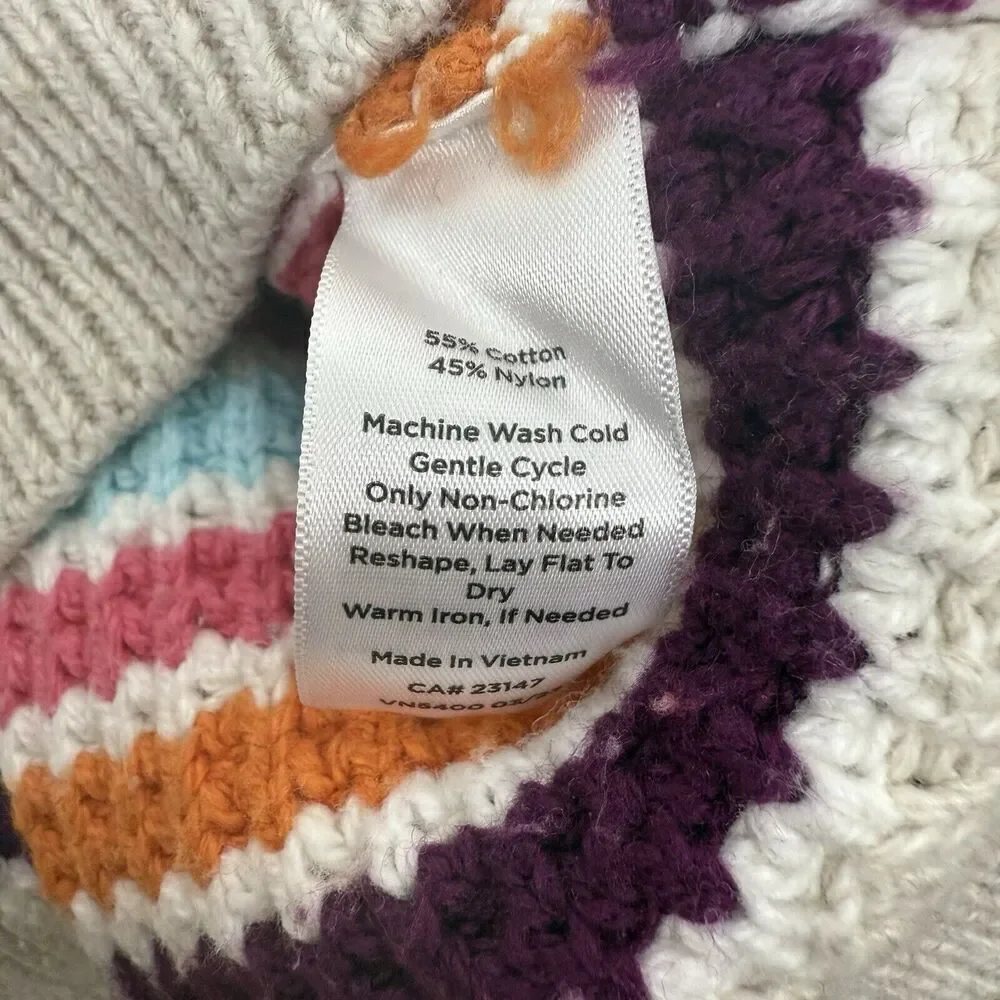 55% Cotton
45% Nylon
Machine Wash Cold
Gentle Cycle
Only Non-Chlorine
Bleach When Needed
Reshape, Lay Flat To
Dry
Warm Iron, If Needed
Made In Vietnam
CA# 23147
VN5400